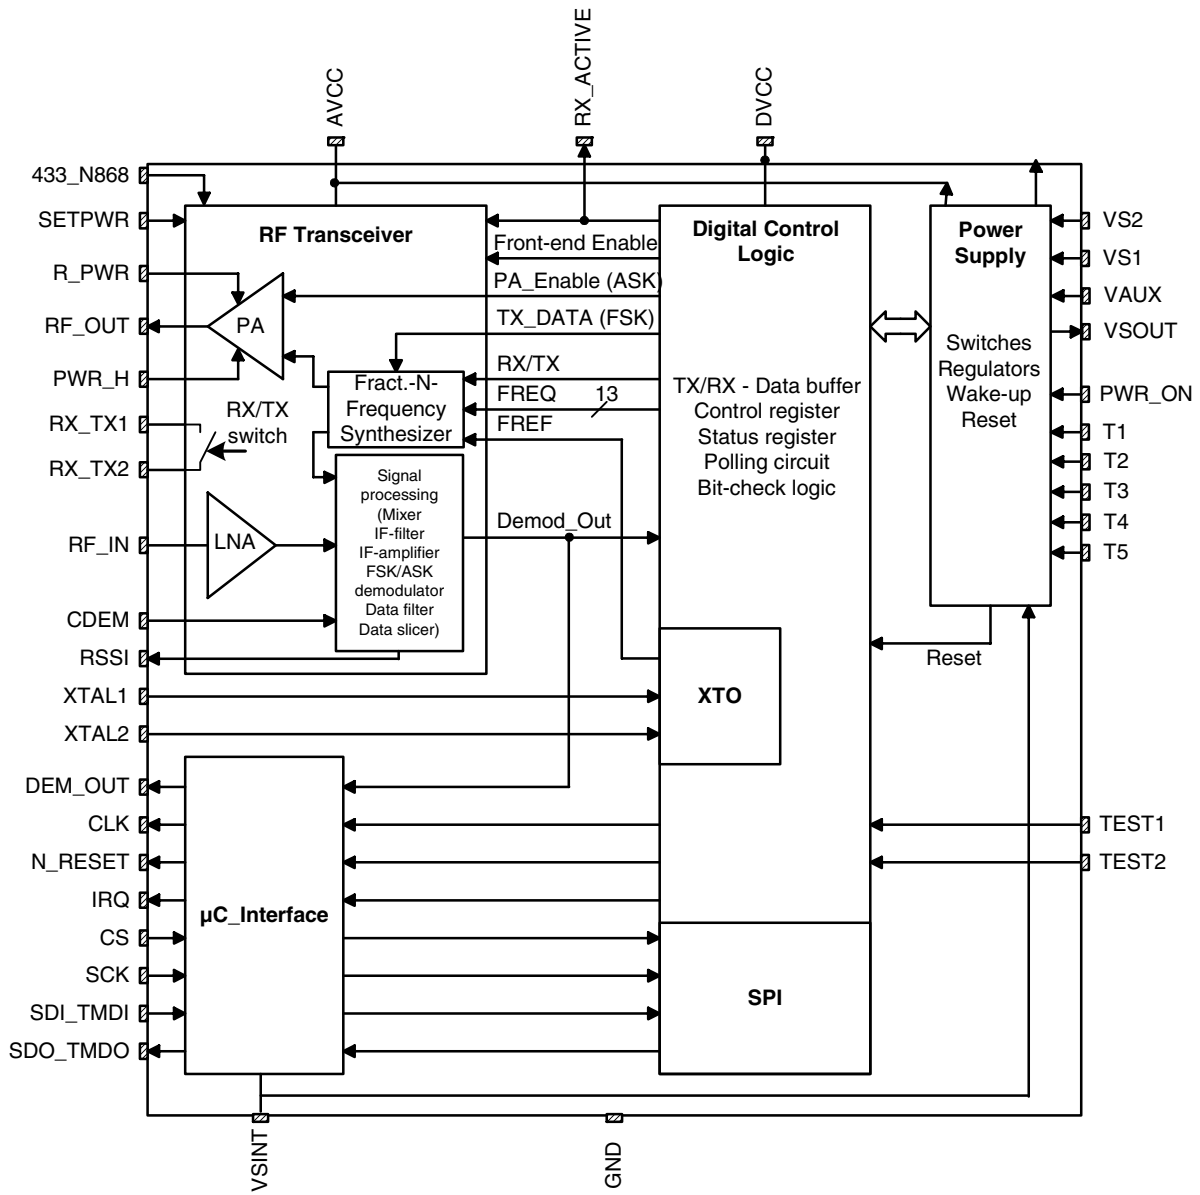 AVCC
RX_ACTIVE
DVCC
433_N868
SETPWR
R_PWR
RF_OUT
PWR_H
RX_TX1
RX_TX2
RF_IN
CDEM
RSSI
XTAL1
XTAL2
DEM_OUT
CLK
N_RESET
IRQ
CS
SCK
SDI_TMDI
SDO_TMDO
RF Transceiver
PA
RX/TX
switch
LNA
Fract.-N-
Frequency
Synthesizer
Signal
processing
(Mixer
IF-filter
IF-amplifier
FSK/ASK
demodulator
Data filter
Data slicer)
Front-end Enable
PA_Enable (ASK)
TX_DATA (FSK)
RX/TX
FREQ
13
FREF
Demod_Out
Digital Control
Logic
TX/RX - Data buffer
Control register
Status register
Polling circuit
Bit-check logic
XTO
SPI
µC_Interface
Power
Supply
Switches
Regulators
Wake-up
Reset
Reset
VS2
VS1
VAUX
VSOUT
PWR_ON
T1
T2
T3
T4
T5
TEST1
TEST2
VSINT
GND